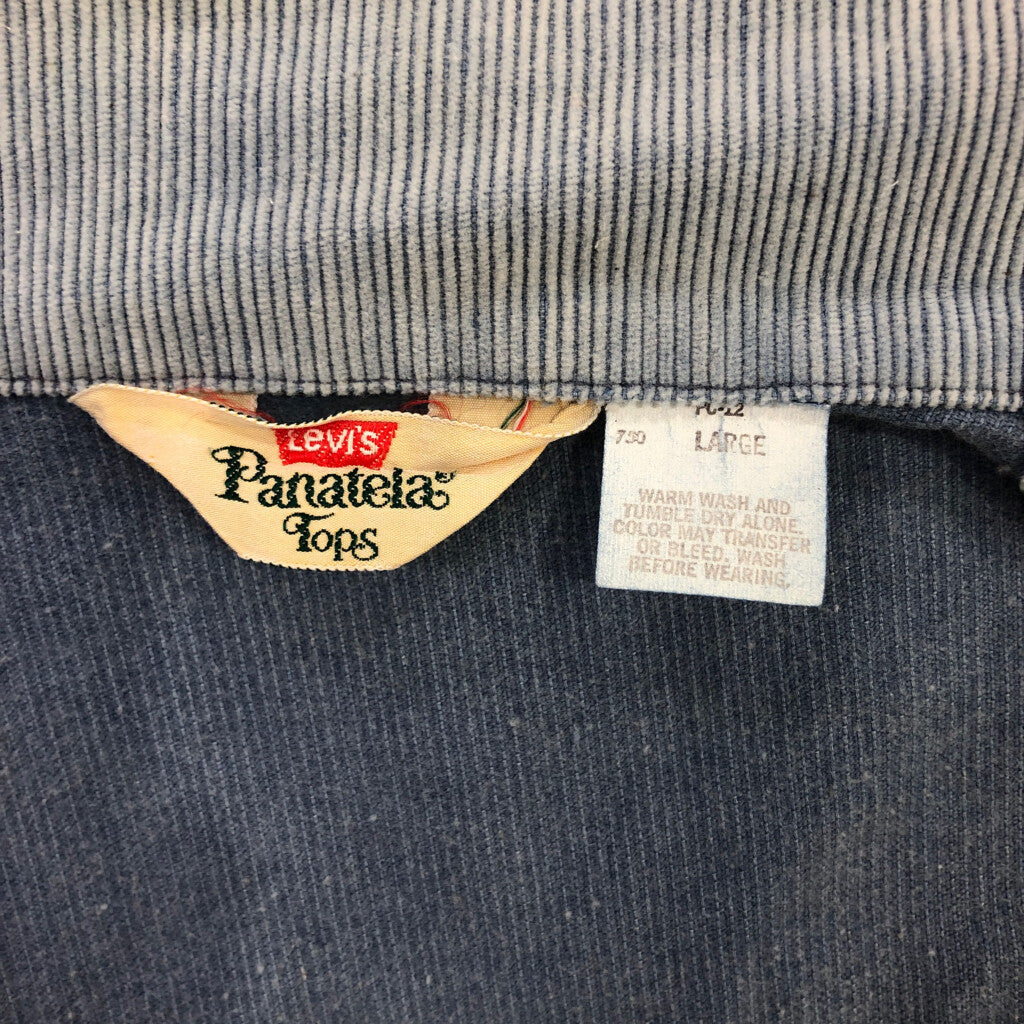 Levi's
Panatela®
Tops
730 LARGE
WARM WASH AND
TUMBLE DRY ALONE.
COLOR MAY TRANSFER
OR BLEED. WASH
BEFORE WEARING.